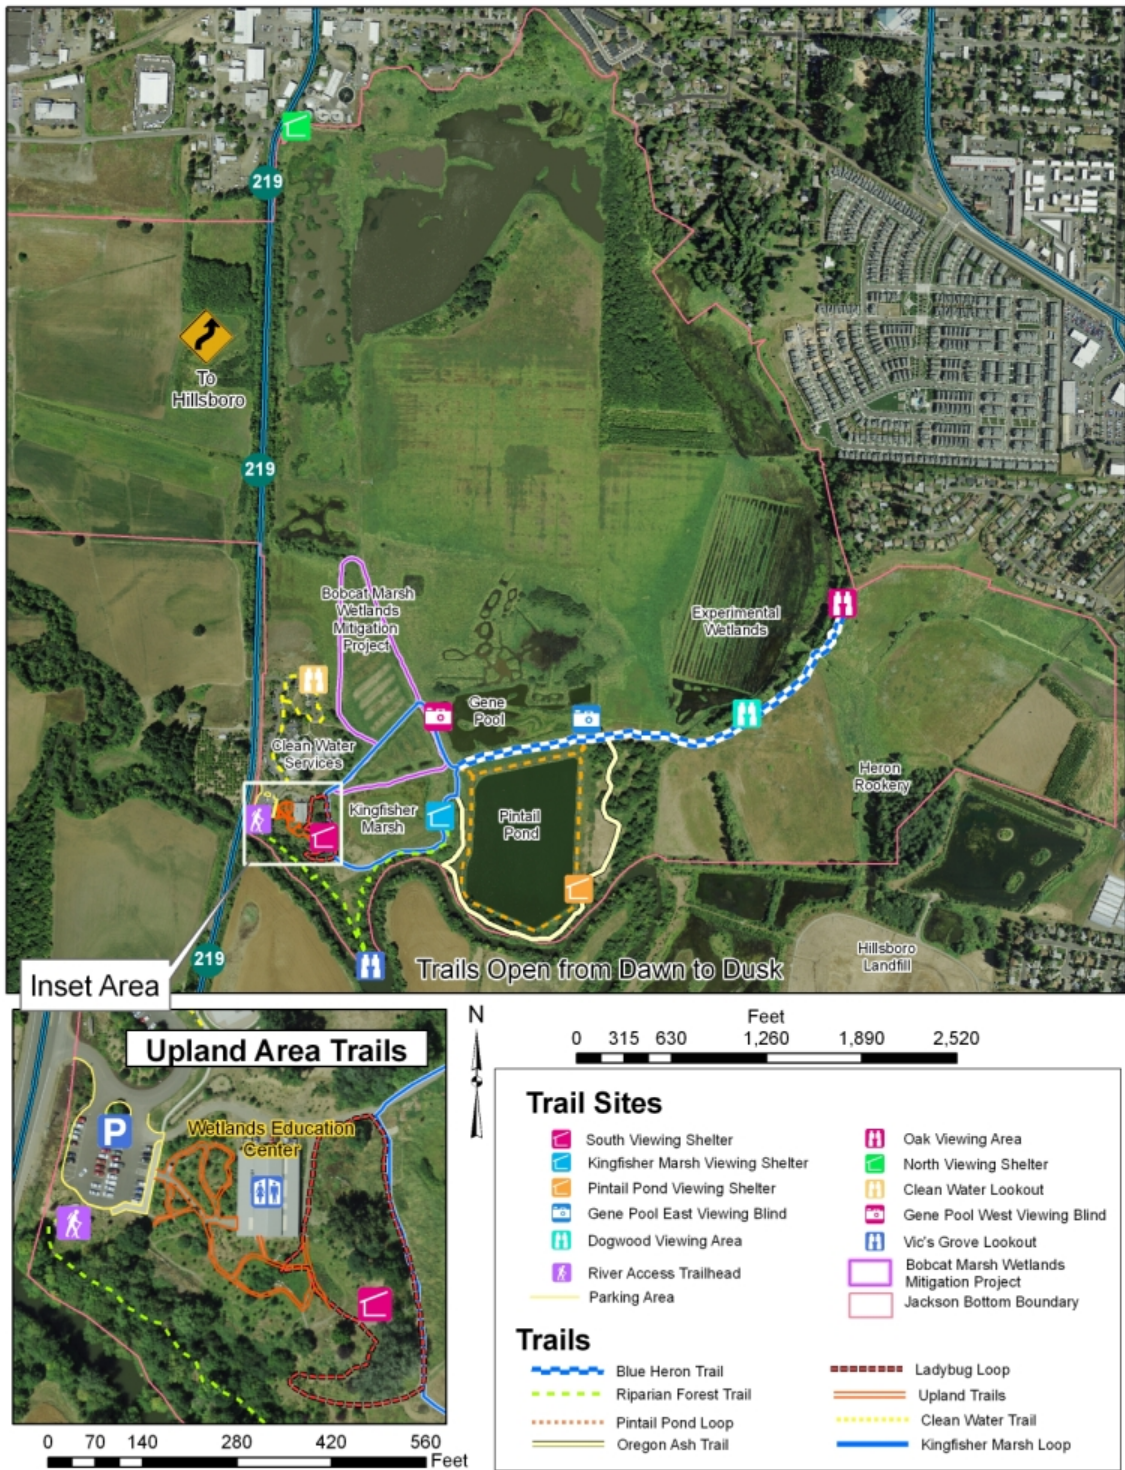 219
To
Hillsboro
219
Bobcat Marsh
Wetlands
Mitigation
Project
Experimental
Wetlands
Gene
Pool
Clean Water
Services
Heron
Rookery
Kingfisher
Marsh
Pintail
Pond
219
Hillsboro
Landfill
Trails Open from Dawn to Dusk
Inset Area
Upland Area Trails
P
Wetlands Education
Center
0 70 140 280 420 560
Feet
N
Feet
0 315 630 1,260 1,890 2,520
Trail Sites
South Viewing Shelter
Kingfisher Marsh Viewing Shelter
Pintail Pond Viewing Shelter
Gene Pool East Viewing Blind
Dogwood Viewing Area
River Access Trailhead
Parking Area
Oak Viewing Area
North Viewing Shelter
Clean Water Lookout
Gene Pool West Viewing Blind
Vic's Grove Lookout
Bobcat Marsh Wetlands
Mitigation Project
Jackson Bottom Boundary
Trails
Blue Heron Trail
Riparian Forest Trail
Pintail Pond Loop
Oregon Ash Trail
Ladybug Loop
Upland Trails
Clean Water Trail
Kingfisher Marsh Loop